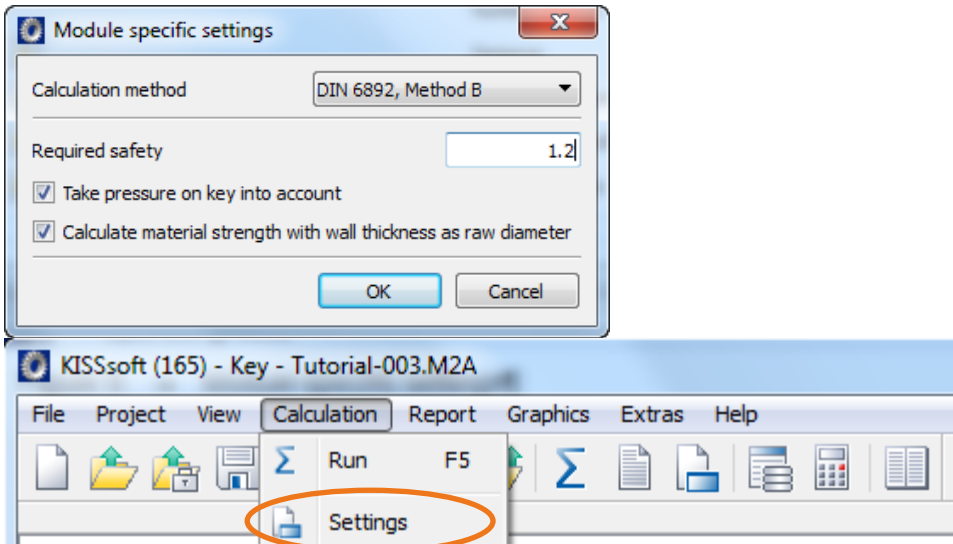 Module specific settings
Calculation method DIN 6892, Method B
Required safety 1.2
Take pressure on key into account
Calculate material strength with wall thickness as raw diameter
OK Cancel
KISSsoft (165) - Key - Tutorial-003.M2A
File Project View Calculation Report Graphics Extras Help
Run F5
Settings